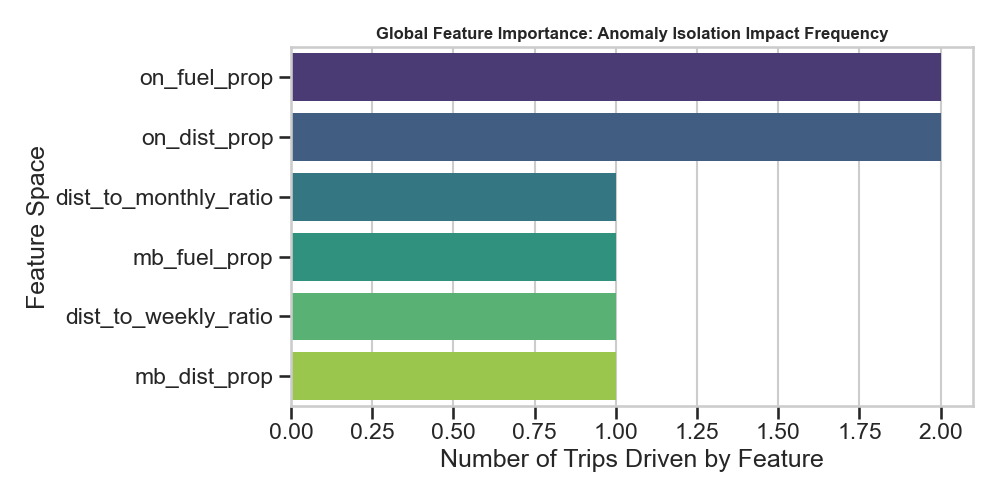 Global Feature Importance: Anomaly Isolation Impact Frequency
Feature Space
on_fuel_prop
on_dist_prop
dist_to_monthly_ratio
mb_fuel_prop
dist_to_weekly_ratio
mb_dist_prop
0.00 0.25 0.50 0.75 1.00 1.25 1.50 1.75 2.00
Number of Trips Driven by Feature